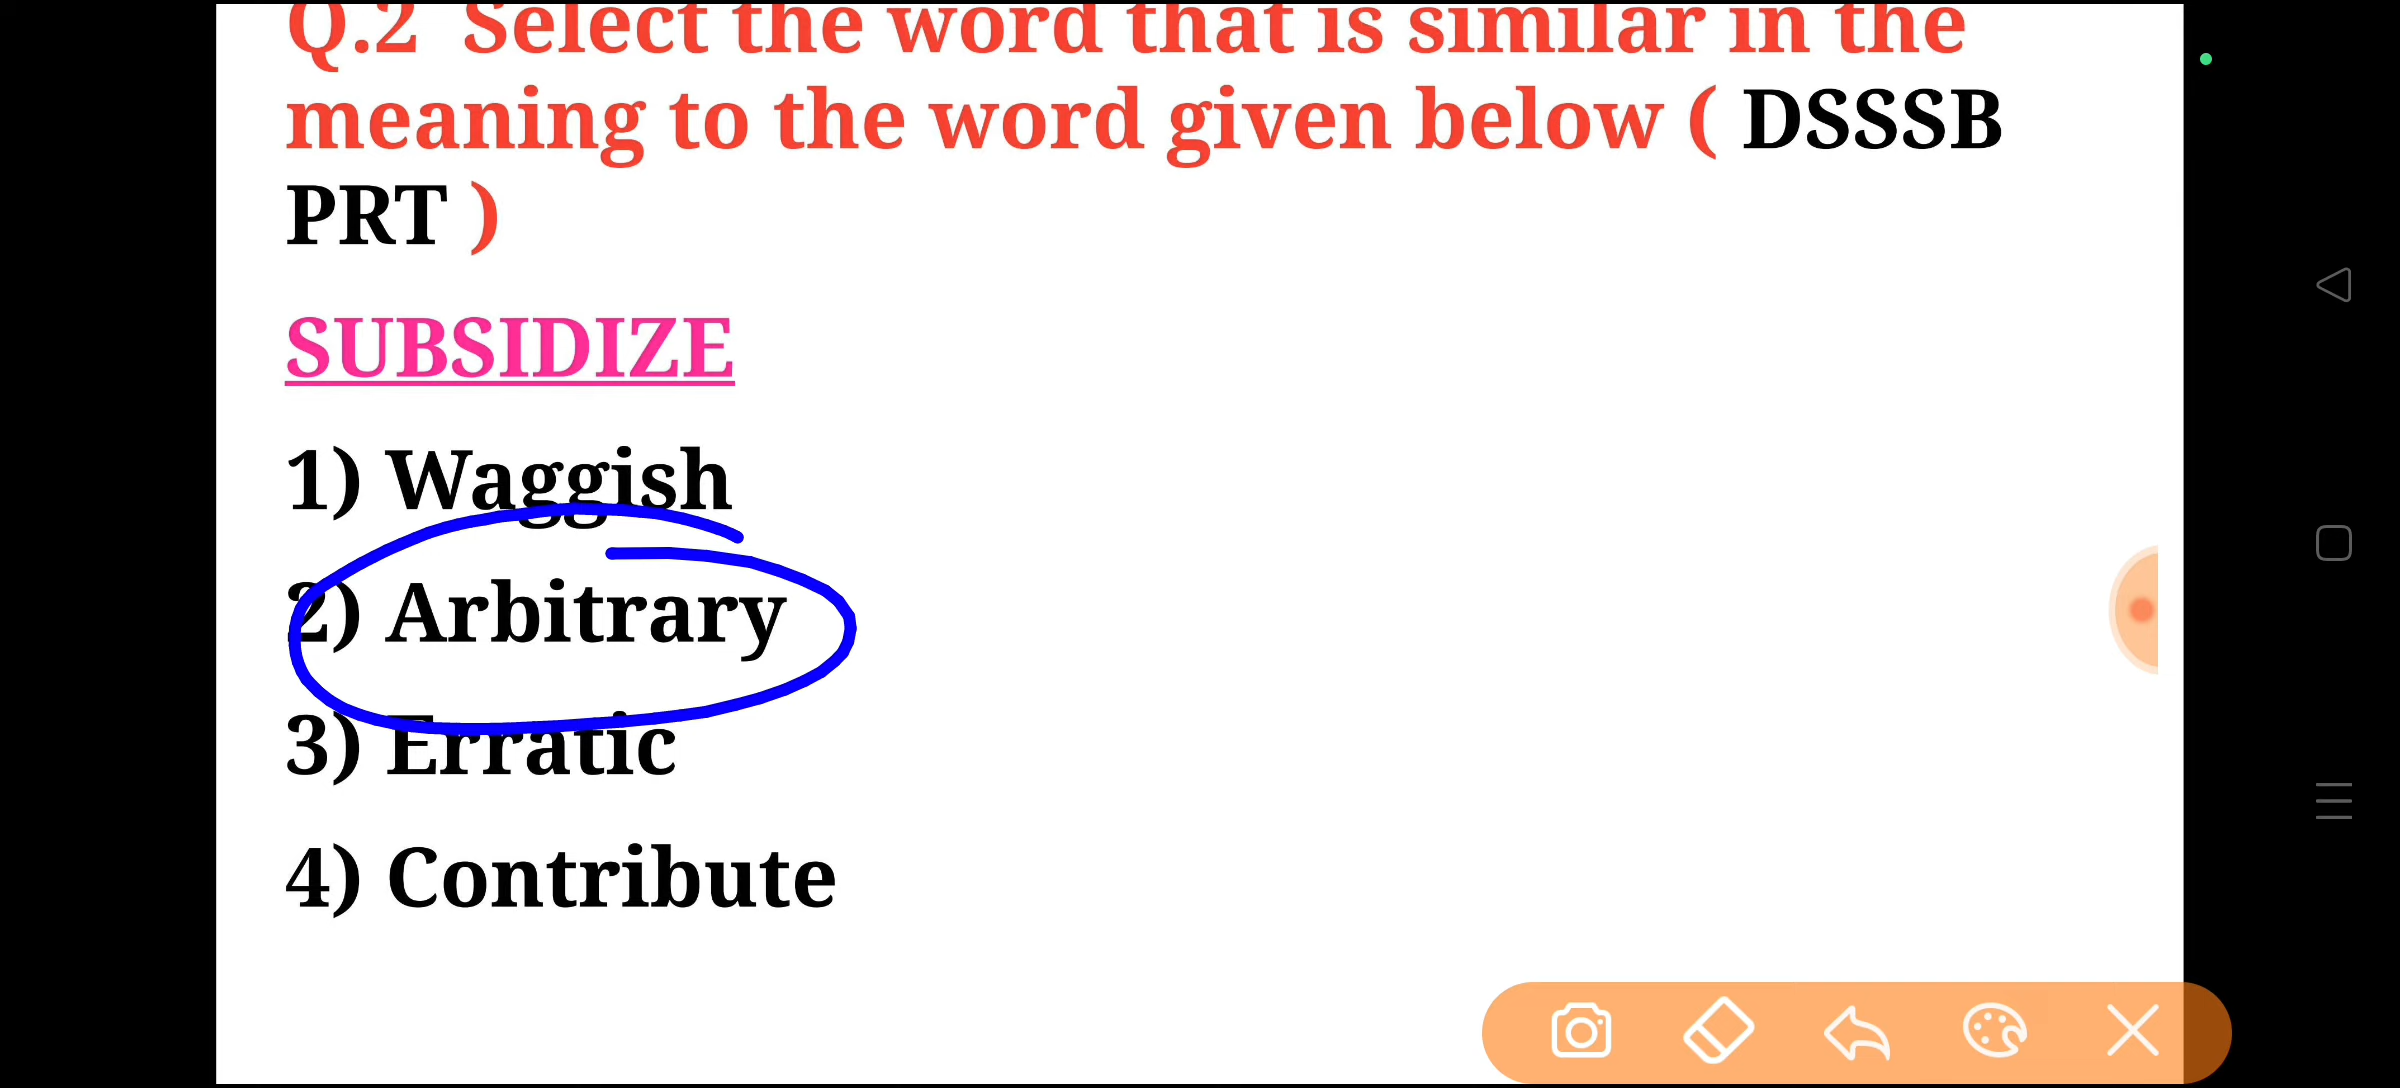 Q.2 Select the word that is similar in the
meaning to the word given below ( DSSSB
PRT )
SUBSIDIZE
1) Waggish
2) Arbitrary
3) Erratic
4) Contribute